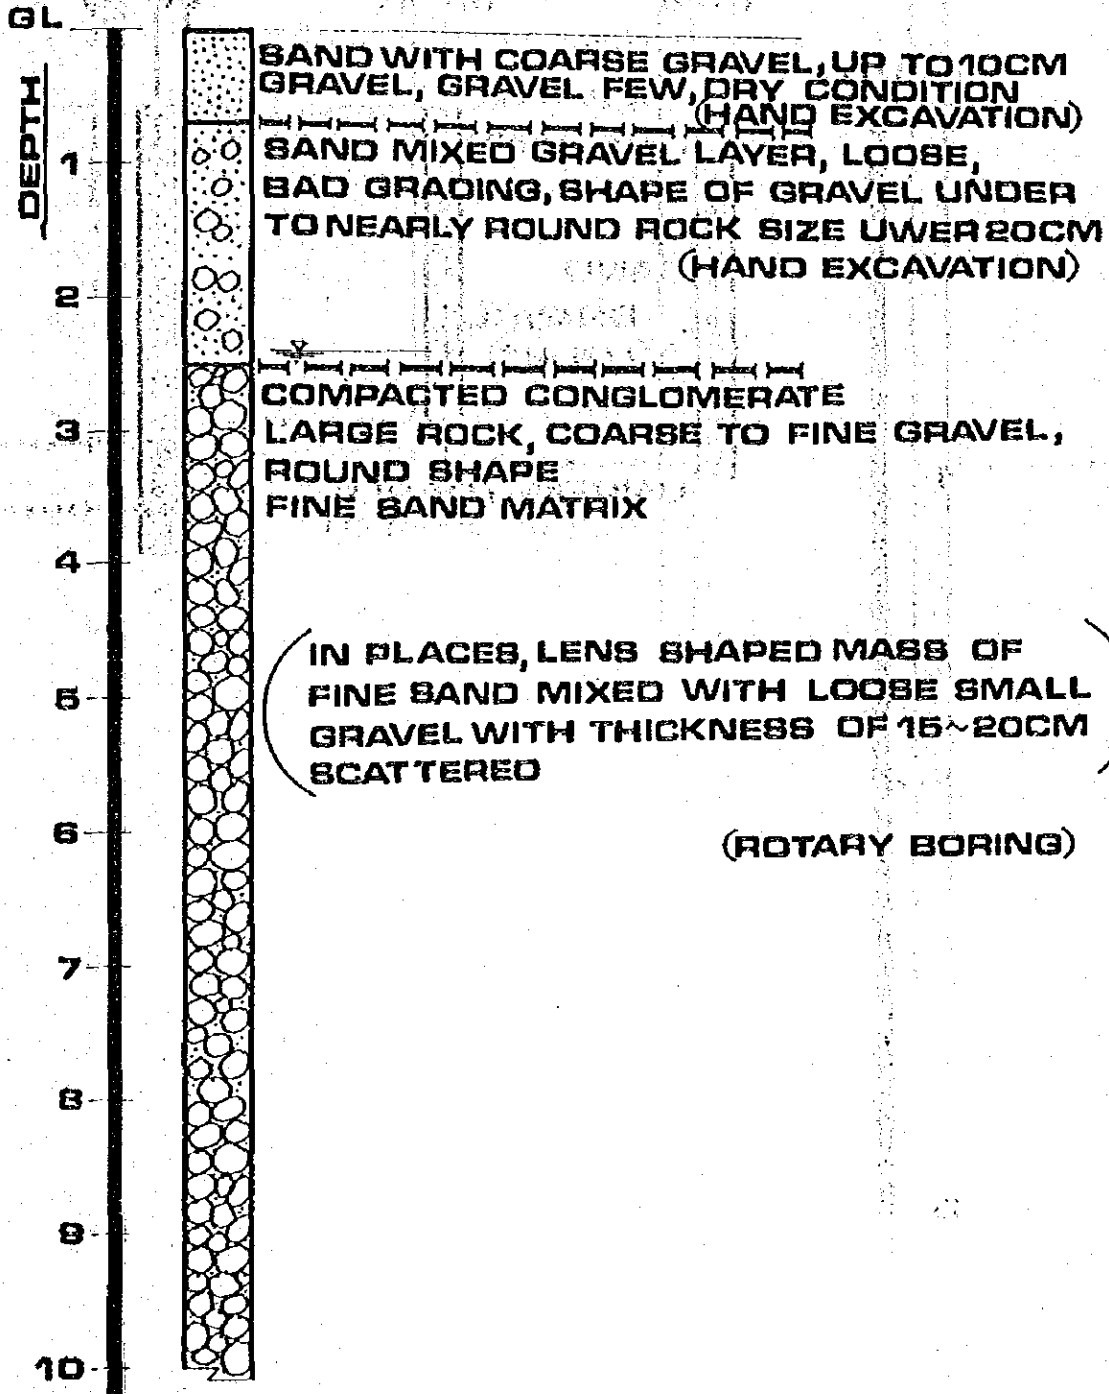 GL
DEPTH
SAND WITH COARSE GRAVEL, UP TO 10CM
GRAVEL, GRAVEL FEW, DRY CONDITION
(HAND EXCAVATION)
1
SAND MIXED GRAVEL LAYER, LOOSE,
BAD GRADING, SHAPE OF GRAVEL UNDER
TO NEARLY ROUND ROCK SIZE UWER 20CM
(HAND EXCAVATION)
2
COMPACTED CONGLOMERATE
3
LARGE ROCK, COARSE TO FINE GRAVEL,
ROUND SHAPE
FINE SAND MATRIX
4
(IN PLACES, LENS SHAPED MASS OF
5
FINE SAND MIXED WITH LOOSE SMALL
GRAVEL WITH THICKNESS OF 15~20CM
SCATTERED)
6
(ROTARY BORING)
7
8
9
10